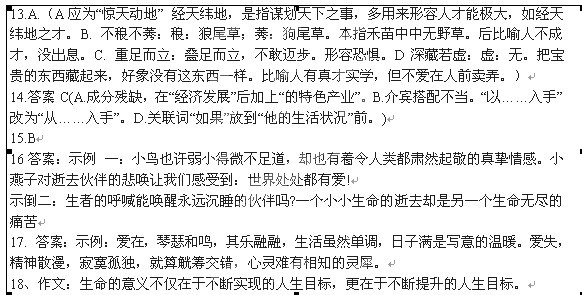 13.A.（A 应为“惊天动地” 经天纬地，是指谋划天下之事，多用来形容人才能极大，如经天
纬地之才。B. 不稂不莠：稂：狼尾草；莠：狗尾草。本指禾苗中中无野草。后比喻人不成
才，没出息。C. 重足而立：叠足而立，不敢迈步。形容恐惧。D 深藏若虚：虚：无。把宝
贵的东西藏起来，好象没有这东西一样。比喻人有真才实学，但不爱在人前卖弄。）
14.答案 C(A.成分残缺，在“经济发展”后加上“的特色产业”。B.介宾搭配不当。“以……入手”
改为“从……入手”。D.关联词“如果”放到“他的生活状况”前。)
15.B
16 答案：示例 一：小鸟也许弱小得微不足道，却也有着令人类都肃然起敬的真挚情感。小
燕子对逝去伙伴的悲唤让我们感受到：世界处处都有爱!
示倒二：生者的呼喊能唤醒永远沉睡的伙伴吗?一个小小生命的逝去却是另一个生命无尽的
痛苦
17. 答案：示例：爱在，琴瑟和鸣，其乐融融，生活虽然单调，日子满是写意的温暖。爱失，
精神散漫，寂寞孤独，就算觥筹交错，心灵难有相知的灵犀。
18、作文：生命的意义不仅在于不断实现的人生目标，更在于不断提升的人生目标。